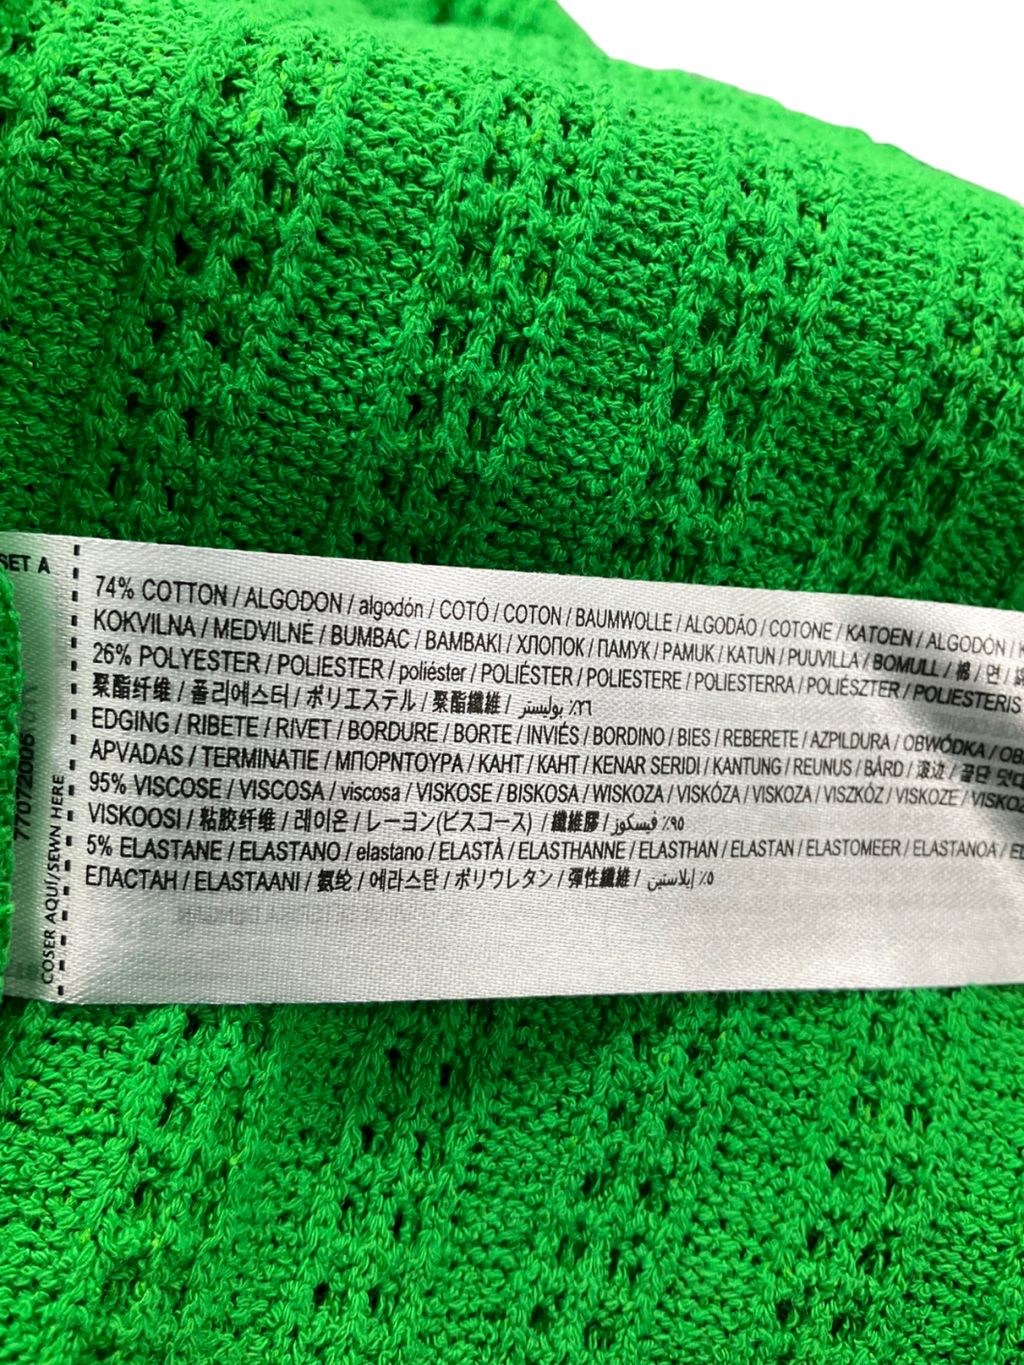 SET A
74% COTTON / ALGODON / algodón / COTÓ / COTON / BAUMWOLLE / ALGODÃO / COTONE / KATOEN / ALGODÓN /
KOKVILNA / MEDVILNĖ / BUMBAC / BAMBAKI / ХЛОПОК / ПАМУК / PAMUK / KATUN / PUUVILLA / BOMULL / 棉 / 면 /
26% POLYESTER / POLIESTER / poliéster / POLIÉSTER / POLIESTERE / POLIESTERRA / POLIÉSZTER / POLIESTERIS
聚酯纤维 / 폴리에스터 / ポリエステル / 聚酯纖維 / ٢٦٪ بوليستر
EDGING / RIBETE / RIVET / BORDURE / BORTE / INVIÉS / BORDINO / BIES / REBERETE / AZPILDURA / OBWÓDKA /
APVADAS / TERMINATIE / ΜΠΟΡΝΤΟΥΡΑ / КАНТ / КАНТ / KENAR SERIDI / KANTUNG / REUNUS / BÅRD / 滚边 / 끝단
95% VISCOSE / VISCOSA / viscosa / VISKOSE / BISKOSA / WISKOZA / VISKÓZA / VISKOZA / VISZKÓZ / VISKOZE /
VISKOOSI / 粘胶纤维 / 레이온 / レーヨン(ビスコース) / 纖維膠 / ٩٥٪ فيسكوز
5% ELASTANE / ELASTANO / elastano / ELASTÀ / ELASTHANNE / ELASTHAN / ELASTAN / ELASTOMEER / ELASTANOA /
ЕЛАСТАН / ELASTAANI / 氨纶 / 에라스탄 / ポリウレタン / 彈性纖維 / ٥٪ إيلاستين
7707/2006
COSER AQUI/SEWN HERE